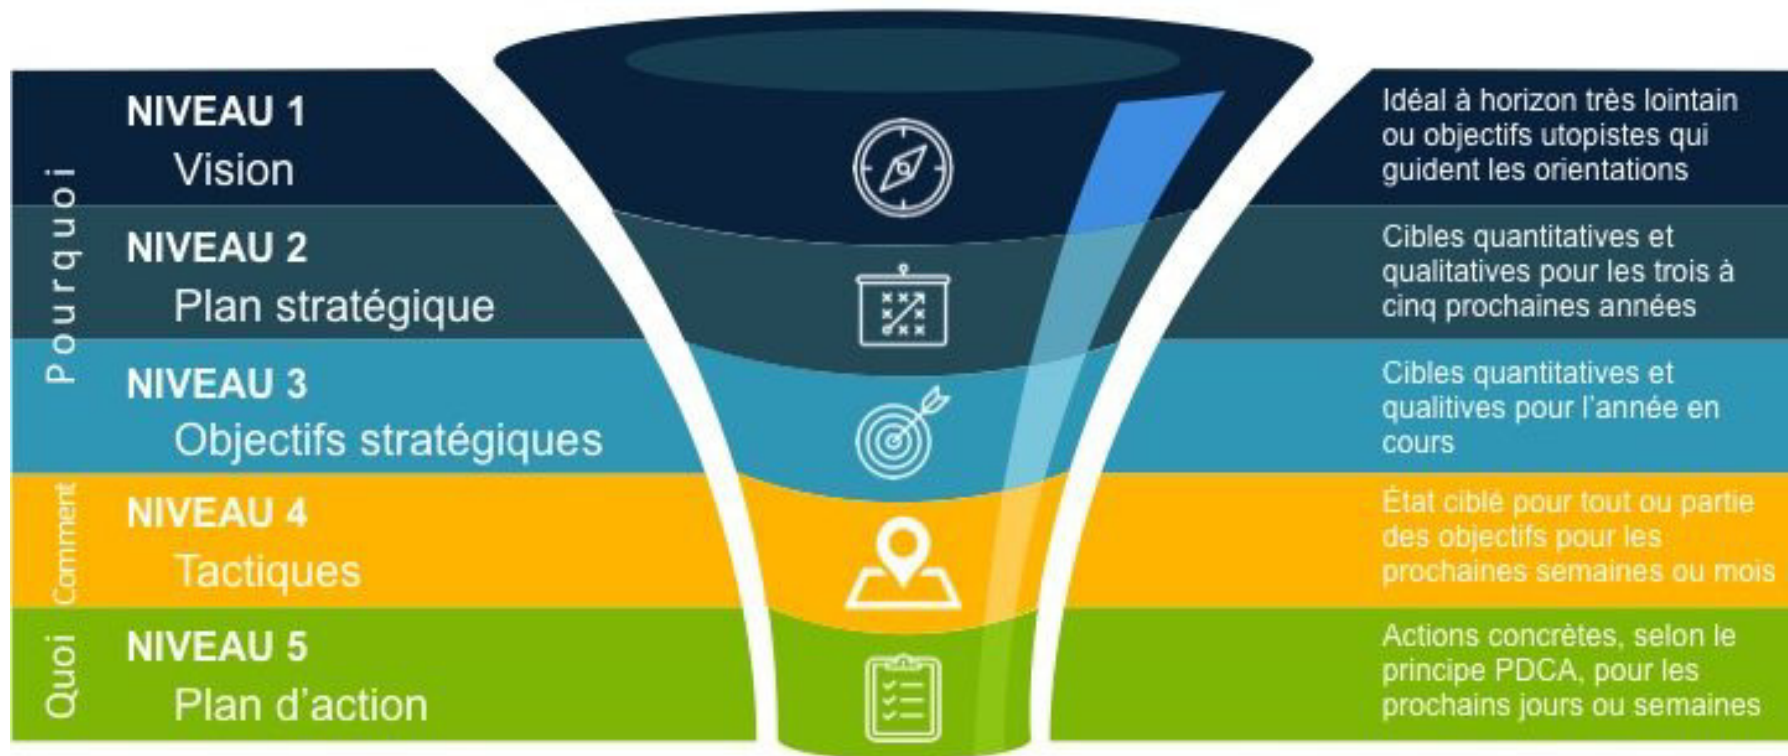 Pourquoi
NIVEAU 1
Vision
Idéal à horizon très lointain
ou objectifs utopistes qui
guident les orientations
NIVEAU 2
Plan stratégique
Cibles quantitatives et
qualitatives pour les trois à
cinq prochaines années
NIVEAU 3
Objectifs stratégiques
Cibles quantitatives et
qualitives pour l'année en
cours
Comment
NIVEAU 4
Tactiques
État ciblé pour tout ou partie
des objectifs pour les
prochaines semaines ou mois
Quoi
NIVEAU 5
Plan d'action
Actions concrètes, selon le
principe PDCA, pour les
prochains jours ou semaines